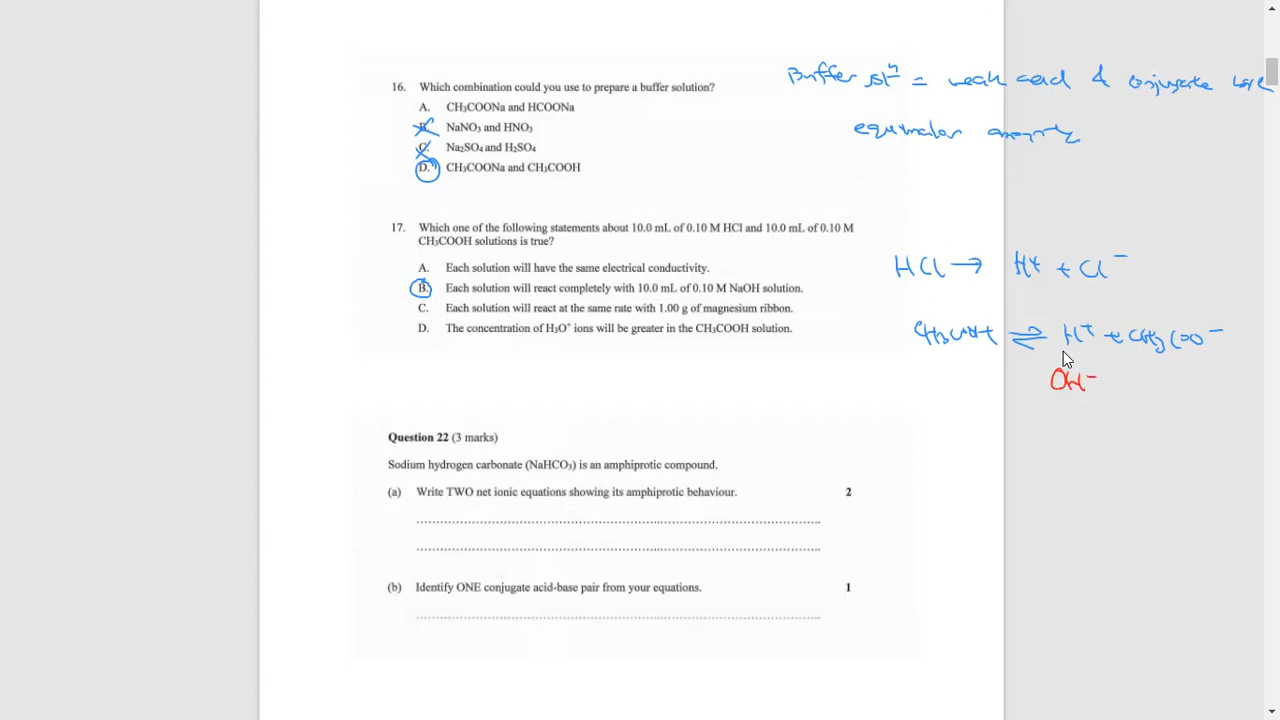 Buffer solⁿ = weak acid & conjugate base
equimolar amounts
16. Which combination could you use to prepare a buffer solution?
A. CH₃COONa and HCOONa
B. NaNO₃ and HNO₃
C. Na₂SO₄ and H₂SO₄
D. CH₃COONa and CH₃COOH
17. Which one of the following statements about 10.0 mL of 0.10 M HCl and 10.0 mL of 0.10 M
CH₃COOH solutions is true?
A. Each solution will have the same electrical conductivity.
B. Each solution will react completely with 10.0 mL of 0.10 M NaOH solution.
C. Each solution will react at the same rate with 1.00 g of magnesium ribbon.
D. The concentration of H₃O⁺ ions will be greater in the CH₃COOH solution.
HCl → H⁺ + Cl⁻
CH₃COOH ⇌ H⁺ + CH₃COO⁻
OH⁻
Question 22 (3 marks)
Sodium hydrogen carbonate (NaHCO₃) is an amphiprotic compound.
(a) Write TWO net ionic equations showing its amphiprotic behaviour. 2
(b) Identify ONE conjugate acid-base pair from your equations. 1